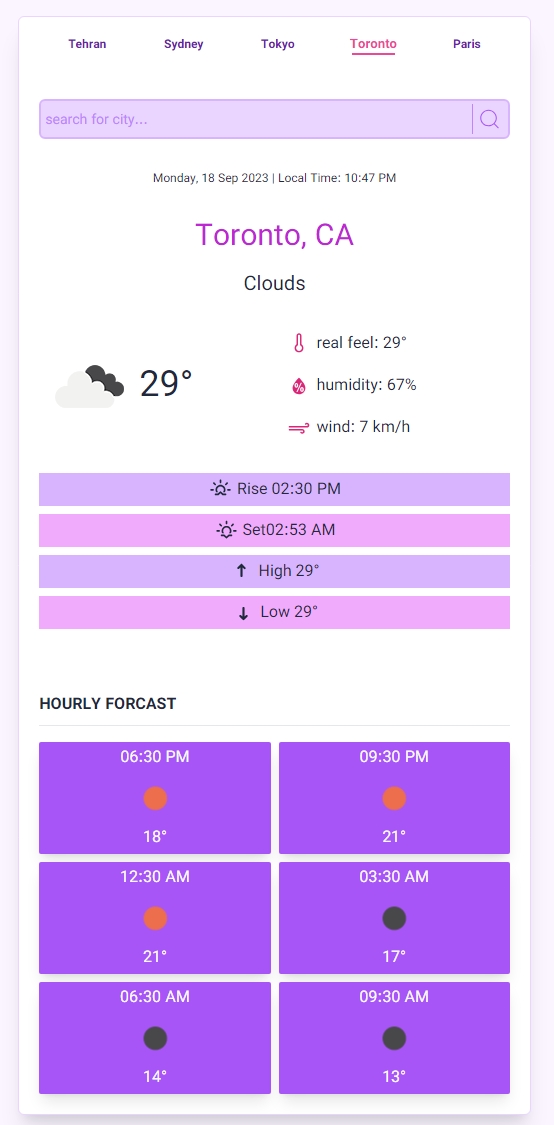 Tehran Sydney Tokyo Toronto Paris
search for city...
Monday, 18 Sep 2023 | Local Time: 10:47 PM
Toronto, CA
Clouds
29°
real feel: 29°
humidity: 67%
wind: 7 km/h
Rise 02:30 PM
Set02:53 AM
High 29°
Low 29°
HOURLY FORCAST
06:30 PM 09:30 PM
18° 21°
12:30 AM 03:30 AM
21° 17°
06:30 AM 09:30 AM
14° 13°